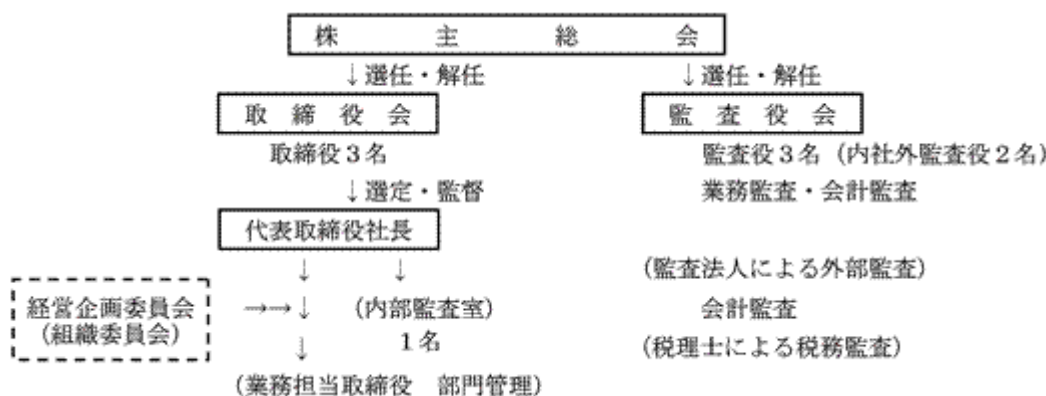 株主総会
↓選任・解任 ↓選任・解任
取締役会 監査役会
取締役3名 監査役3名(内社外監査役2名)
↓選定・監督 業務監査・会計監査
代表取締役社長
↓ ↓ (監査法人による外部監査)
経営企画委員会 →→↓ (内部監査室) 会計監査
(組織委員会) 1名 (税理士による税務監査)
↓
(業務担当取締役 部門管理)